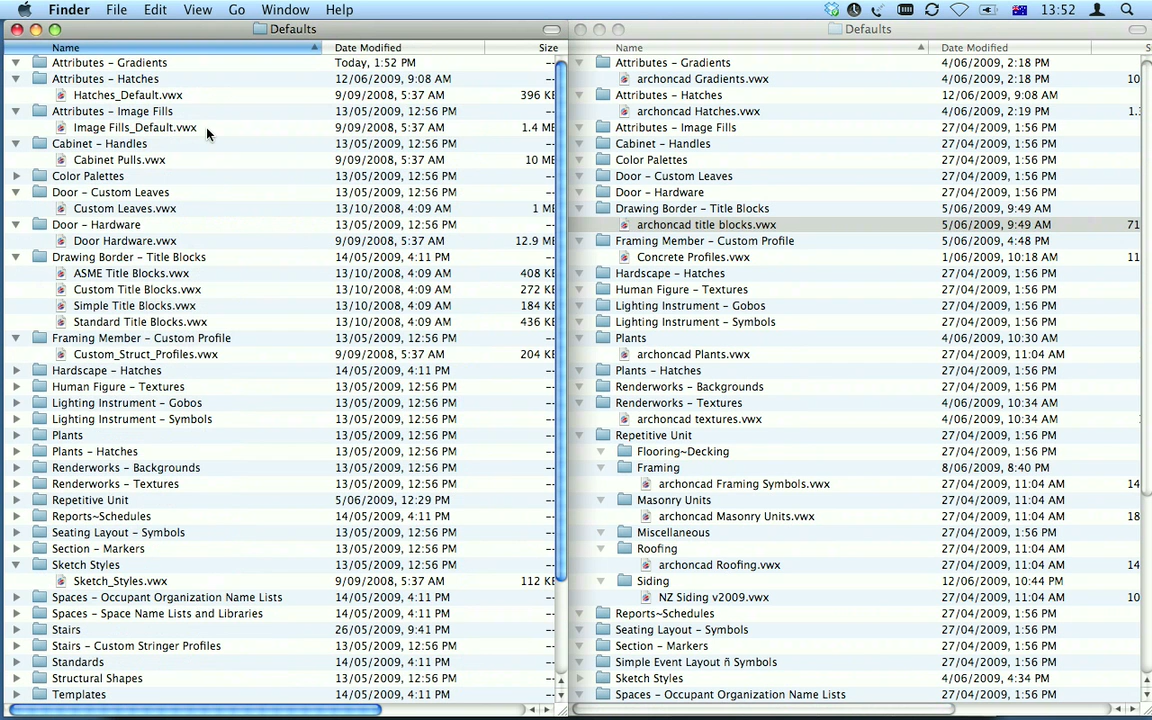 Finder File Edit View Go Window Help 13:52
Defaults
Name Date Modified Size
Attributes – Gradients Today, 1:52 PM --
Attributes – Hatches 12/06/2009, 9:08 AM --
Hatches_Default.vwx 9/09/2008, 5:37 AM 396 KB
Attributes – Image Fills 13/05/2009, 12:56 PM --
Image Fills_Default.vwx 9/09/2008, 5:37 AM 1.4 MB
Cabinet – Handles 13/05/2009, 12:56 PM --
Cabinet Pulls.vwx 9/09/2008, 5:37 AM 10 MB
Color Palettes 13/05/2009, 12:56 PM --
Door – Custom Leaves 13/05/2009, 12:56 PM --
Custom Leaves.vwx 13/10/2008, 4:09 AM 1 MB
Door – Hardware 13/05/2009, 12:56 PM --
Door Hardware.vwx 9/09/2008, 5:37 AM 12.9 MB
Drawing Border – Title Blocks 14/05/2009, 4:11 PM --
ASME Title Blocks.vwx 13/10/2008, 4:09 AM 408 KB
Custom Title Blocks.vwx 13/10/2008, 4:09 AM 272 KB
Simple Title Blocks.vwx 13/10/2008, 4:09 AM 184 KB
Standard Title Blocks.vwx 13/10/2008, 4:09 AM 436 KB
Framing Member – Custom Profile 13/05/2009, 12:56 PM --
Custom_Struct_Profiles.vwx 9/09/2008, 5:37 AM 204 KB
Hardscape – Hatches 14/05/2009, 4:11 PM --
Human Figure – Textures 13/05/2009, 12:56 PM --
Lighting Instrument – Gobos 13/05/2009, 12:56 PM --
Lighting Instrument – Symbols 13/05/2009, 12:56 PM --
Plants 13/05/2009, 12:56 PM --
Plants – Hatches 13/05/2009, 12:56 PM --
Renderworks – Backgrounds 13/05/2009, 12:56 PM --
Renderworks – Textures 13/05/2009, 12:56 PM --
Repetitive Unit 5/06/2009, 12:29 PM --
Reports~Schedules 14/05/2009, 4:11 PM --
Seating Layout – Symbols 13/05/2009, 12:56 PM --
Section – Markers 13/05/2009, 12:56 PM --
Sketch Styles 13/05/2009, 12:56 PM --
Sketch_Styles.vwx 9/09/2008, 5:37 AM 112 KB
Spaces – Occupant Organization Name Lists 14/05/2009, 4:11 PM --
Spaces – Space Name Lists and Libraries 14/05/2009, 4:11 PM --
Stairs 26/05/2009, 9:41 PM --
Stairs – Custom Stringer Profiles 13/05/2009, 12:56 PM --
Standards 14/05/2009, 4:11 PM --
Structural Shapes 13/05/2009, 12:56 PM --
Templates 14/05/2009, 4:11 PM --
Defaults
Name Date Modified S
Attributes – Gradients 4/06/2009, 2:18 PM
archoncad Gradients.vwx 4/06/2009, 2:18 PM 10
Attributes – Hatches 12/06/2009, 9:08 AM
archoncad Hatches.vwx 4/06/2009, 2:19 PM 1.
Attributes – Image Fills 27/04/2009, 1:56 PM
Cabinet – Handles 27/04/2009, 1:56 PM
Color Palettes 27/04/2009, 1:56 PM
Door – Custom Leaves 27/04/2009, 1:56 PM
Door – Hardware 27/04/2009, 1:56 PM
Drawing Border – Title Blocks 5/06/2009, 9:49 AM
archoncad title blocks.vwx 5/06/2009, 9:49 AM 71
Framing Member – Custom Profile 5/06/2009, 4:48 PM
Concrete Profiles.vwx 1/06/2009, 10:18 AM 11
Hardscape – Hatches 27/04/2009, 1:56 PM
Human Figure – Textures 27/04/2009, 1:56 PM
Lighting Instrument – Gobos 27/04/2009, 1:56 PM
Lighting Instrument – Symbols 27/04/2009, 1:56 PM
Plants 4/06/2009, 10:30 AM
archoncad Plants.vwx 27/04/2009, 11:04 AM
Plants – Hatches 27/04/2009, 1:56 PM
Renderworks – Backgrounds 27/04/2009, 1:56 PM
Renderworks – Textures 4/06/2009, 10:34 AM
archoncad textures.vwx 4/06/2009, 10:34 AM
Repetitive Unit 27/04/2009, 1:56 PM
Flooring~Decking 27/04/2009, 1:56 PM
Framing 8/06/2009, 8:40 PM
archoncad Framing Symbols.vwx 27/04/2009, 11:04 AM 14
Masonry Units 27/04/2009, 1:56 PM
archoncad Masonry Units.vwx 27/04/2009, 11:04 AM 18
Miscellaneous 27/04/2009, 1:56 PM
Roofing 27/04/2009, 1:56 PM
archoncad Roofing.vwx 27/04/2009, 11:04 AM 14
Siding 12/06/2009, 10:44 PM
NZ Siding v2009.vwx 27/04/2009, 11:04 AM 10
Reports~Schedules 27/04/2009, 1:56 PM
Seating Layout – Symbols 27/04/2009, 1:56 PM
Section – Markers 27/04/2009, 1:56 PM
Simple Event Layout ñ Symbols 27/04/2009, 1:56 PM
Sketch Styles 4/06/2009, 4:34 PM
Spaces – Occupant Organization Name Lists 27/04/2009, 1:56 PM